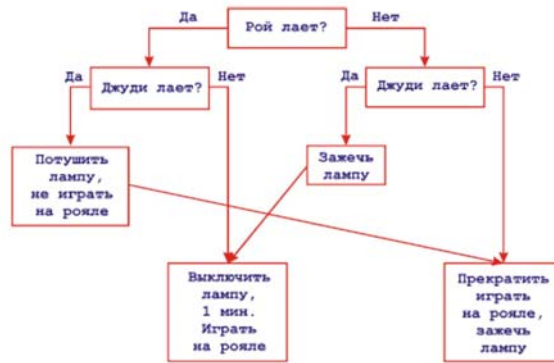 Да
Рой лает?
Нет
Да
Джуди лает?
Нет
Да
Джуди лает?
Нет
Потушить
лампу,
не играть
на рояле
Зажечь
лампу
Выключить
лампу,
1 мин.
Играть
на рояле
Прекратить
играть
на рояле,
зажечь
лампу